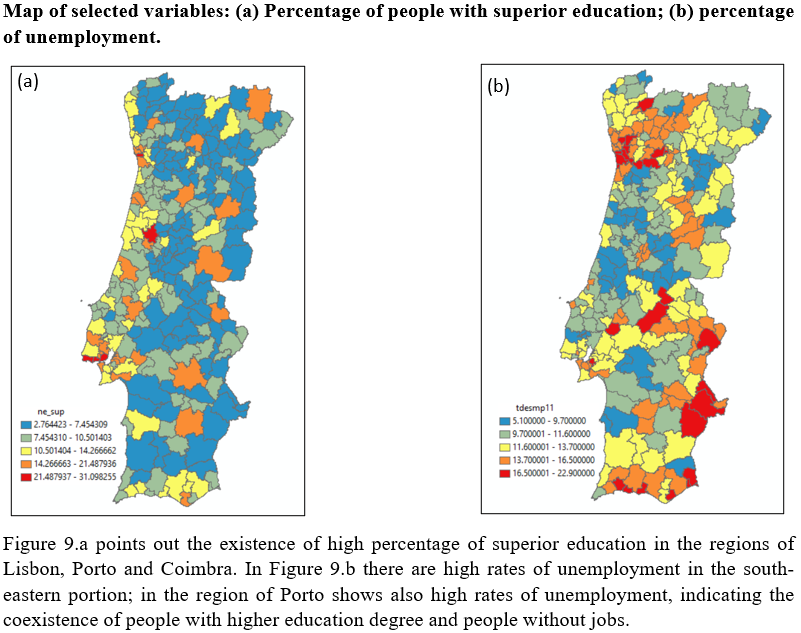 Map of selected variables: (a) Percentage of people with superior education; (b) percentage
of unemployment.
(a)
ne_sup
2.764423 - 7.454309
7.454310 - 10.501403
10.501404 - 14.266662
14.266663 - 21.487936
21.487937 - 31.098255
(b)
tdesmp11
5.100000 - 9.700000
9.700001 - 11.600000
11.600001 - 13.700000
13.700001 - 16.500000
16.500001 - 22.900000
Figure 9.a points out the existence of high percentage of superior education in the regions of
Lisbon, Porto and Coimbra. In Figure 9.b there are high rates of unemployment in the south-
eastern portion; in the region of Porto shows also high rates of unemployment, indicating the
coexistence of people with higher education degree and people without jobs.